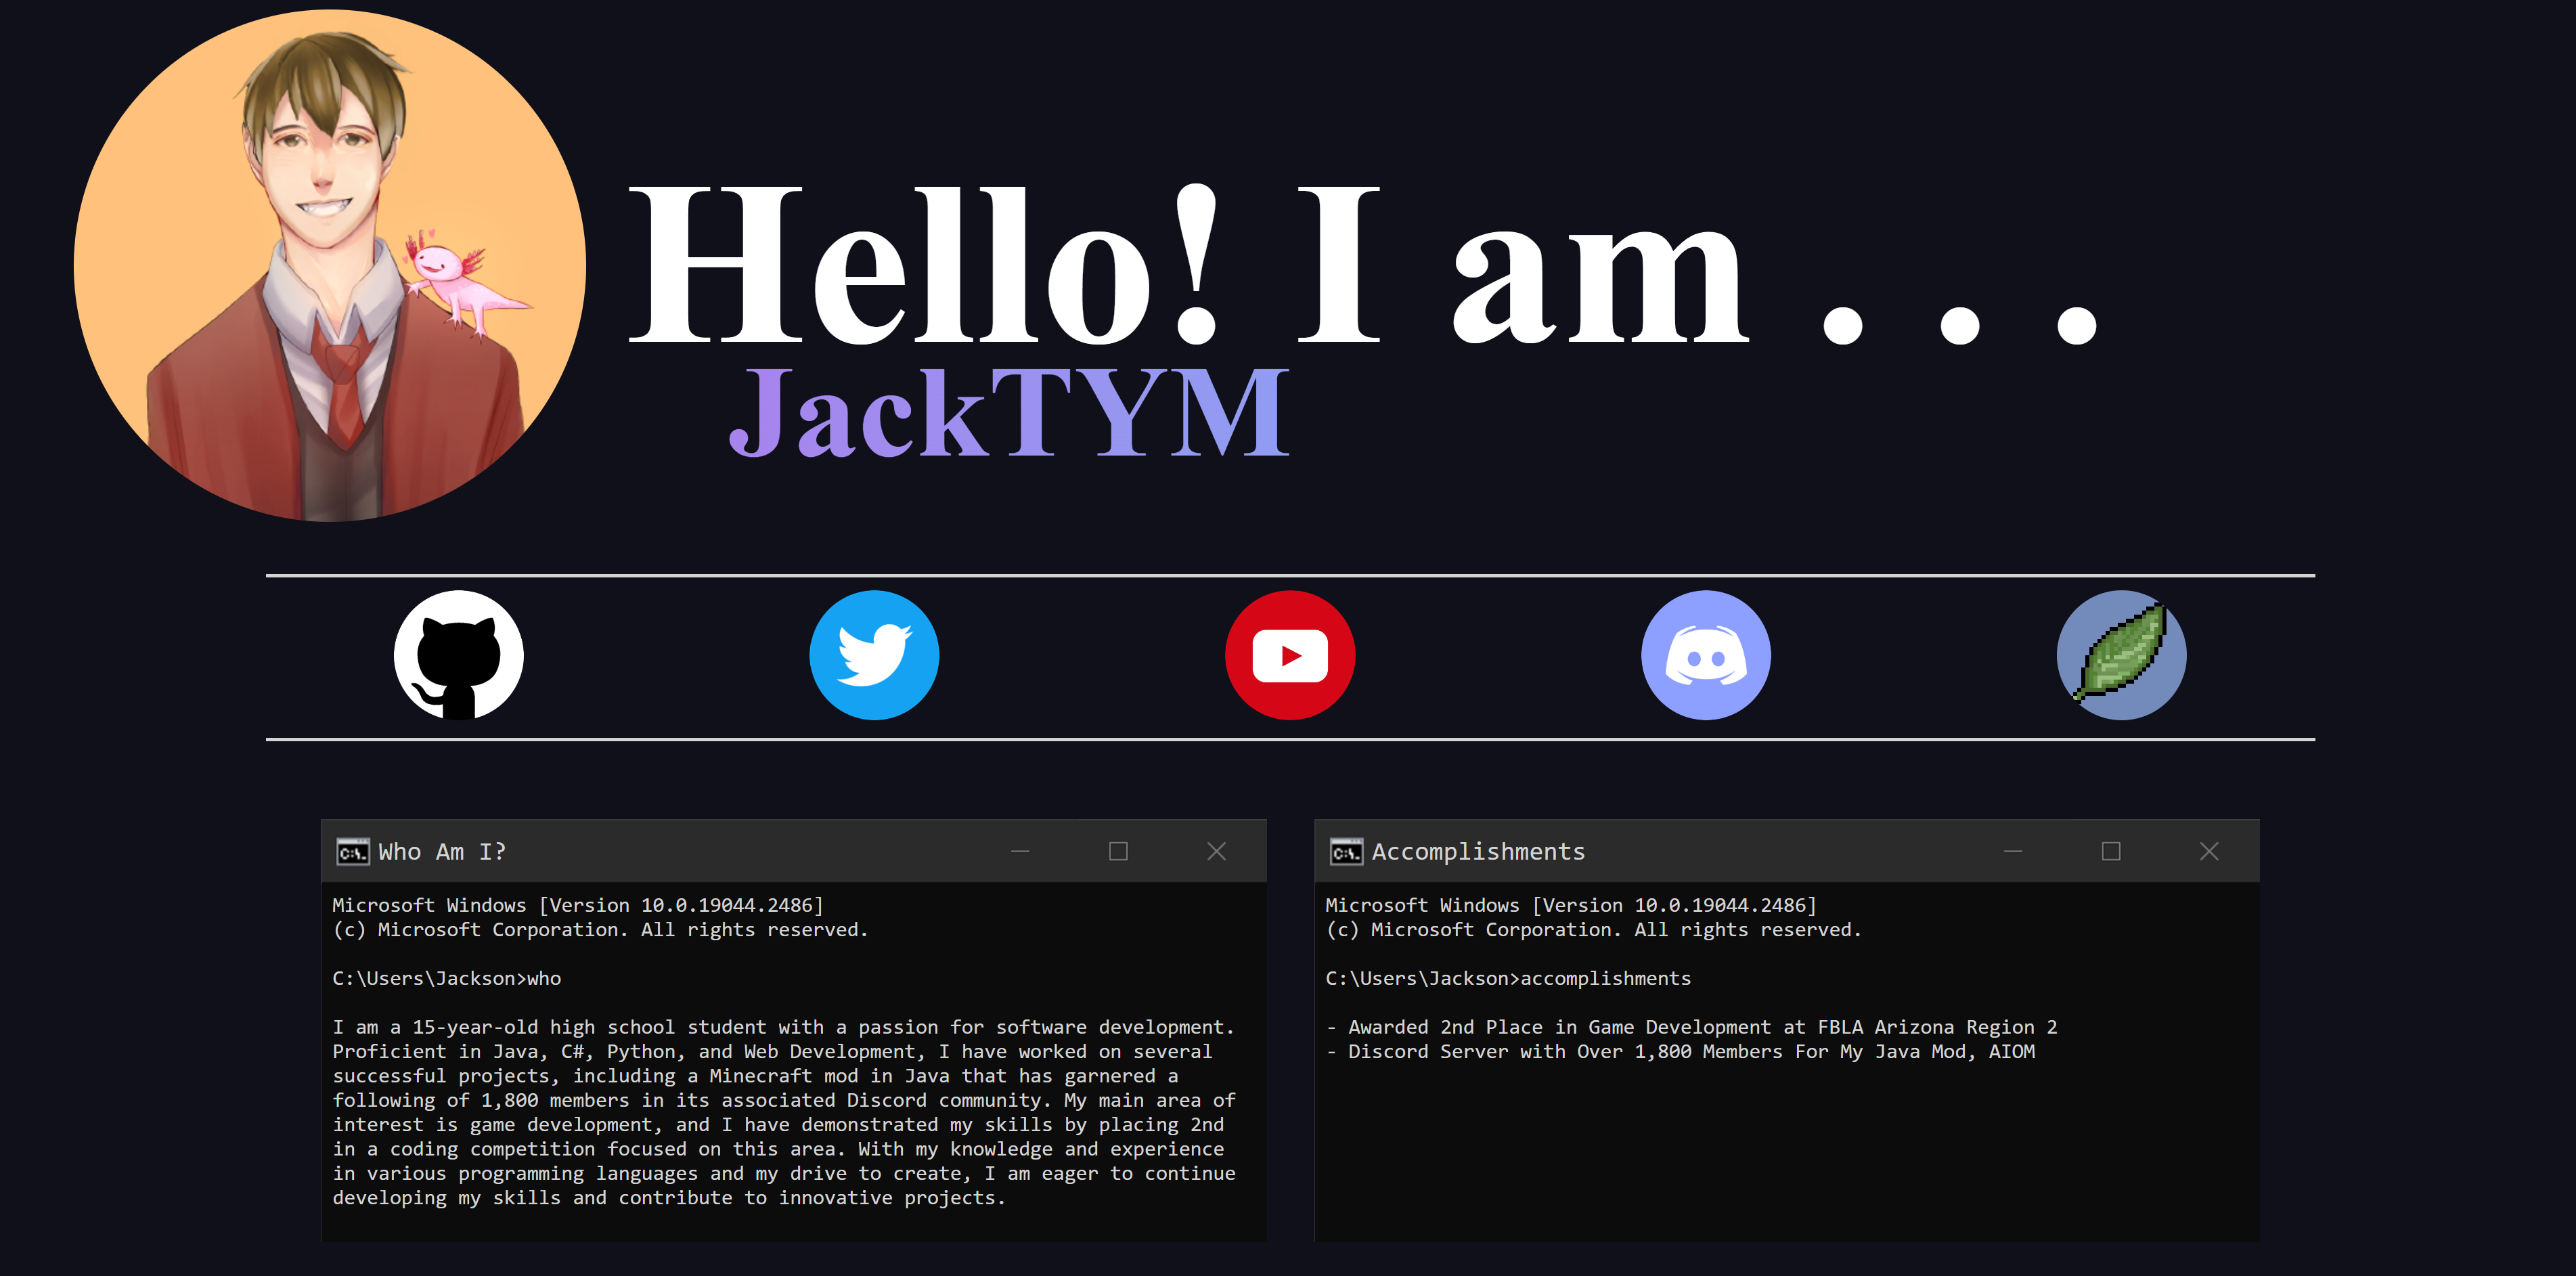 Hello! I am . . .
JackTYM
C:\. Who Am I?
Microsoft Windows [Version 10.0.19044.2486]
(c) Microsoft Corporation. All rights reserved.
C:\Users\Jackson>who
I am a 15-year-old high school student with a passion for software development.
Proficient in Java, C#, Python, and Web Development, I have worked on several
successful projects, including a Minecraft mod in Java that has garnered a
following of 1,800 members in its associated Discord community. My main area of
interest is game development, and I have demonstrated my skills by placing 2nd
in a coding competition focused on this area. With my knowledge and experience
in various programming languages and my drive to create, I am eager to continue
developing my skills and contribute to innovative projects.
C:\. Accomplishments
Microsoft Windows [Version 10.0.19044.2486]
(c) Microsoft Corporation. All rights reserved.
C:\Users\Jackson>accomplishments
- Awarded 2nd Place in Game Development at FBLA Arizona Region 2
- Discord Server with Over 1,800 Members For My Java Mod, AIOM